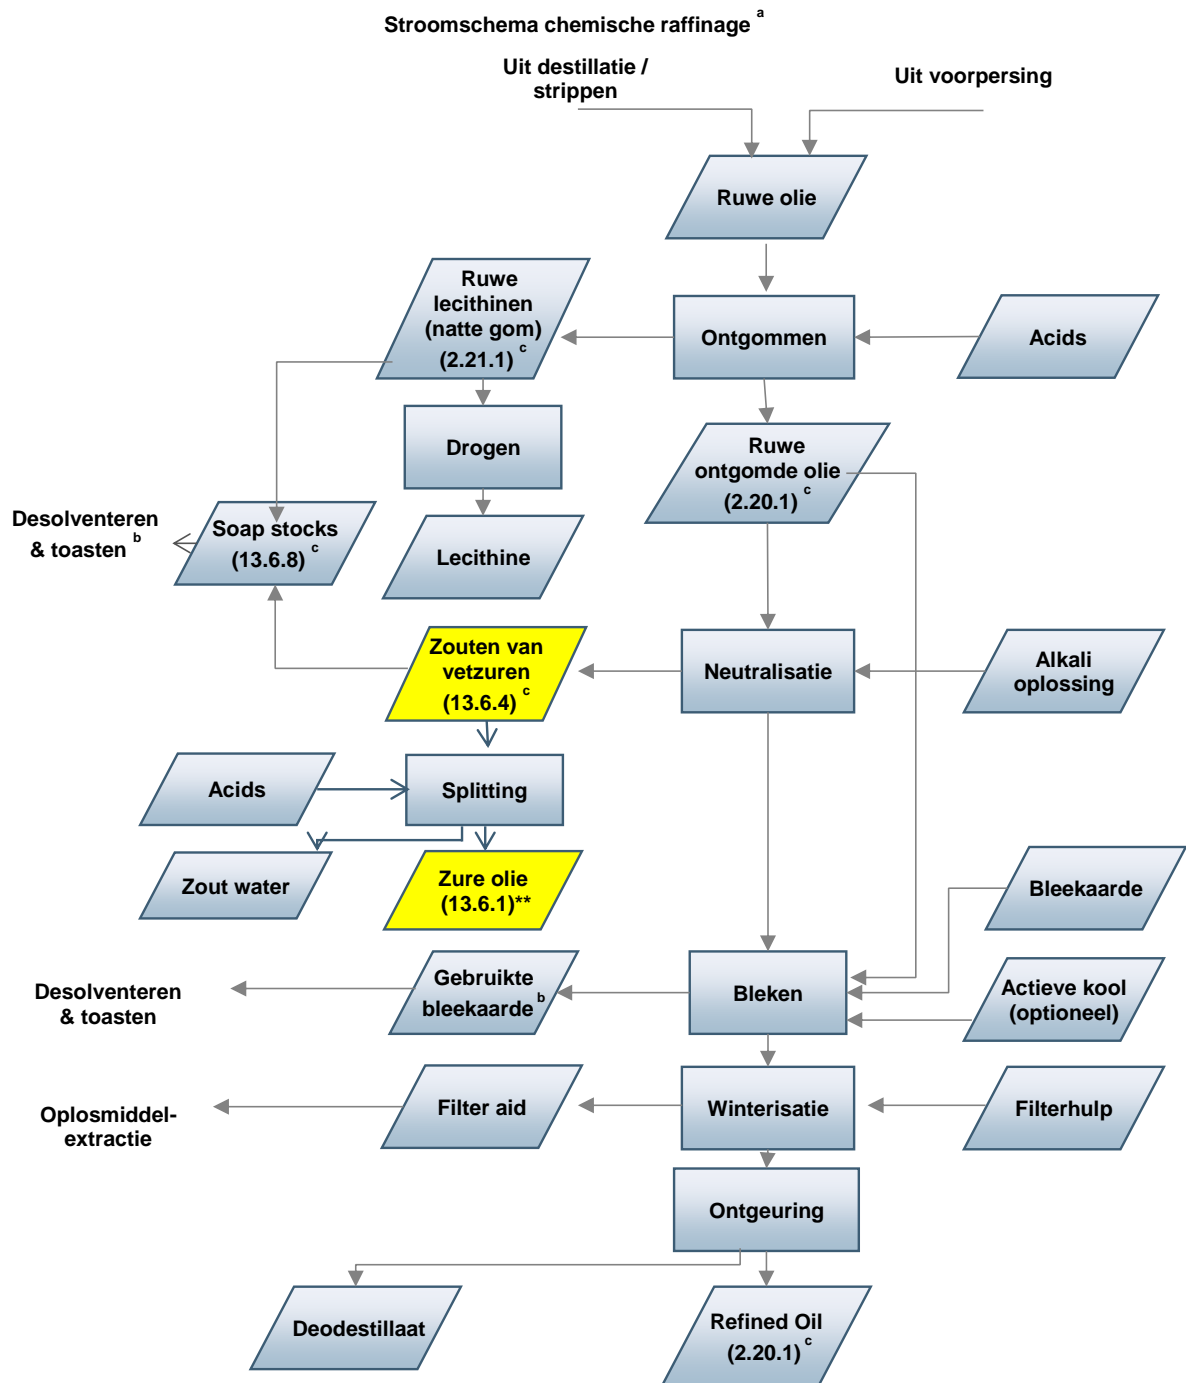 Stroomschema chemische raffinage a
Uit destillatie /
strippen
Uit voorpersing
Ruwe olie
Ruwe
lecithinen
(natte gom)
(2.21.1) c
Ontgommen
Acids
Drogen
Ruwe
ontgomde olie
(2.20.1) c
Desolventeren
& toasten b
Soap stocks
(13.6.8) c
Lecithine
Zouten van
vetzuren
(13.6.4) c
Neutralisatie
Alkali
oplossing
Acids
Splitting
Zout water
Zure olie
(13.6.1)**
Bleekaarde
Desolventeren
& toasten
Gebruikte
bleekaarde b
Bleken
Actieve kool
(optioneel)
Oplosmiddel-
extractie
Filter aid
Winterisatie
Filterhulp
Ontgeuring
Deodestillaat
Refined Oil
(2.20.1) c